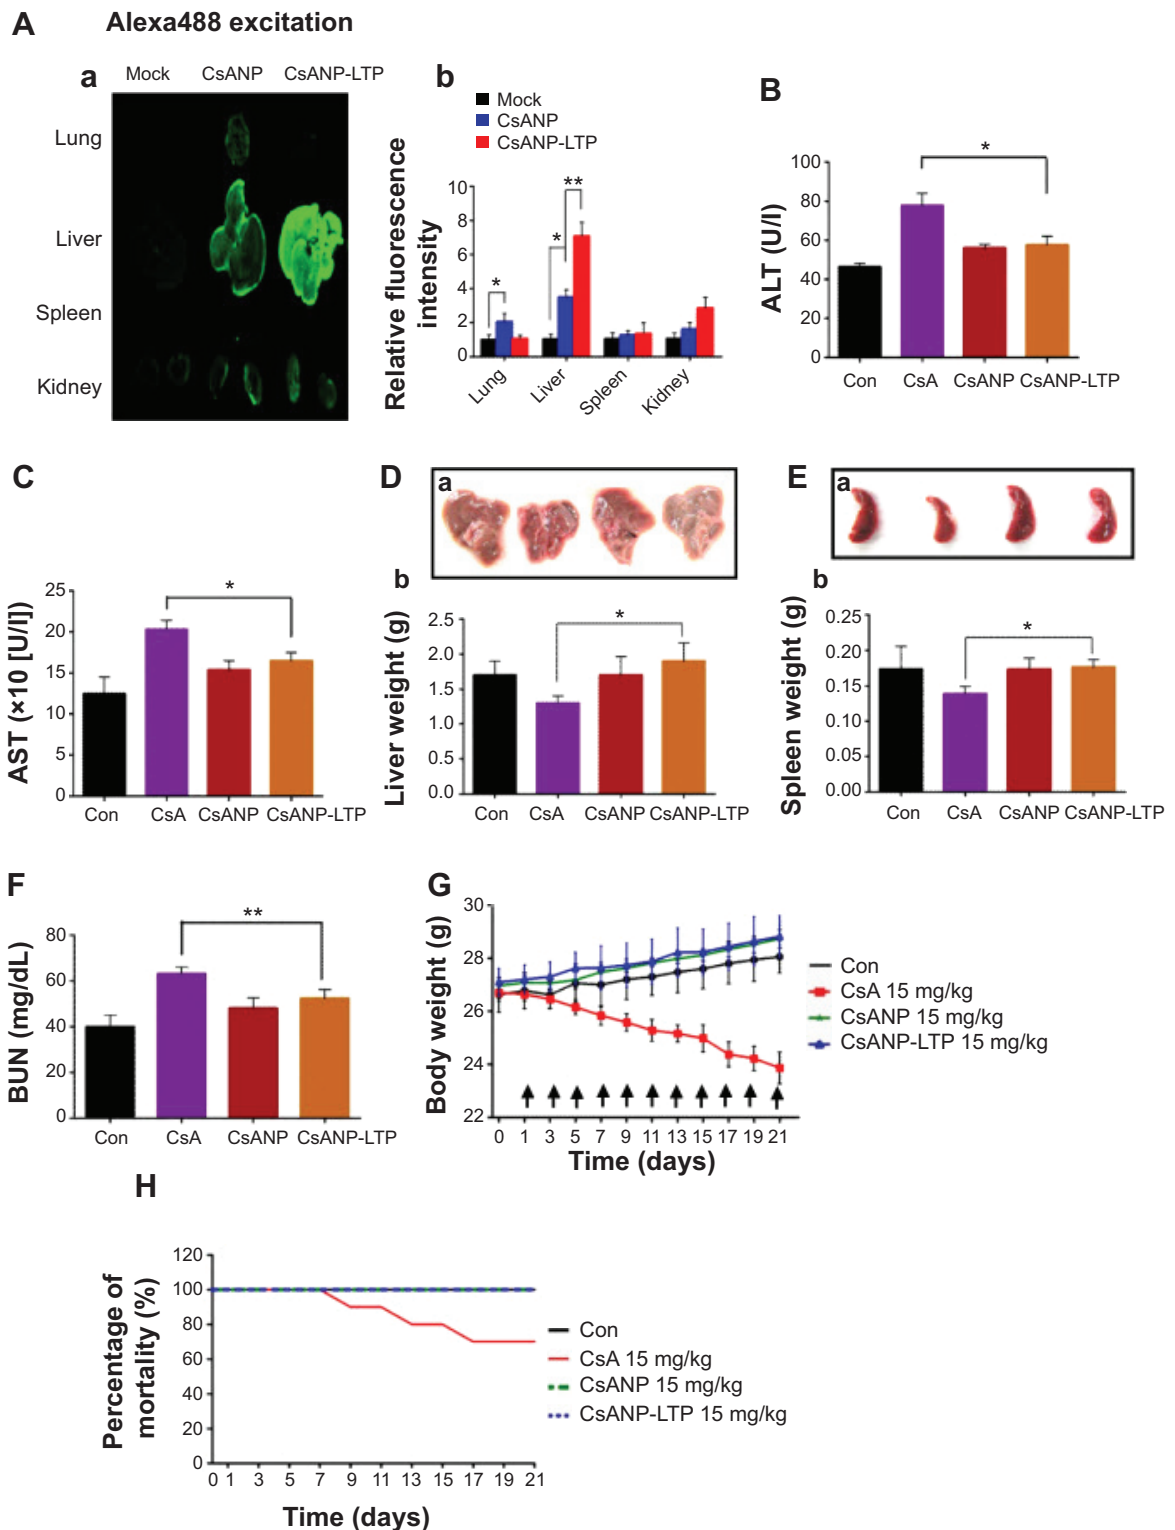 A
Alexa488 excitation
a
Mock CsANP CsANP-LTP
Lung
Liver
Spleen
Kidney
b
Mock
CsANP
CsANP-LTP
Relative fluorescence
intensity
10
8
6
4
2
0
*
*
**
Lung Liver Spleen Kidney
B
ALT (U/l)
100
80
60
40
20
0
*
Con CsA CsANP CsANP-LTP
C
AST (×10 [U/l])
25
20
15
10
5
0
*
Con CsA CsANP CsANP-LTP
D
a
b
Liver weight (g)
2.5
2.0
1.5
1.0
0.5
0.0
*
Con CsA CsANP CsANP-LTP
E
a
b
Spleen weight (g)
0.25
0.20
0.15
0.10
0.05
0.00
*
Con CsA CsANP CsANP-LTP
F
BUN (mg/dL)
80
60
40
20
0
**
Con CsA CsANP CsANP-LTP
G
Body weight (g)
30
28
26
24
22
0 1 3 5 7 9 11 13 15 17 19 21
Time (days)
Con
CsA 15 mg/kg
CsANP 15 mg/kg
CsANP-LTP 15 mg/kg
H
Percentage of
mortality (%)
120
100
80
60
40
20
0
0 1 3 5 7 9 11 13 15 17 19 21
Time (days)
Con
CsA 15 mg/kg
CsANP 15 mg/kg
CsANP-LTP 15 mg/kg